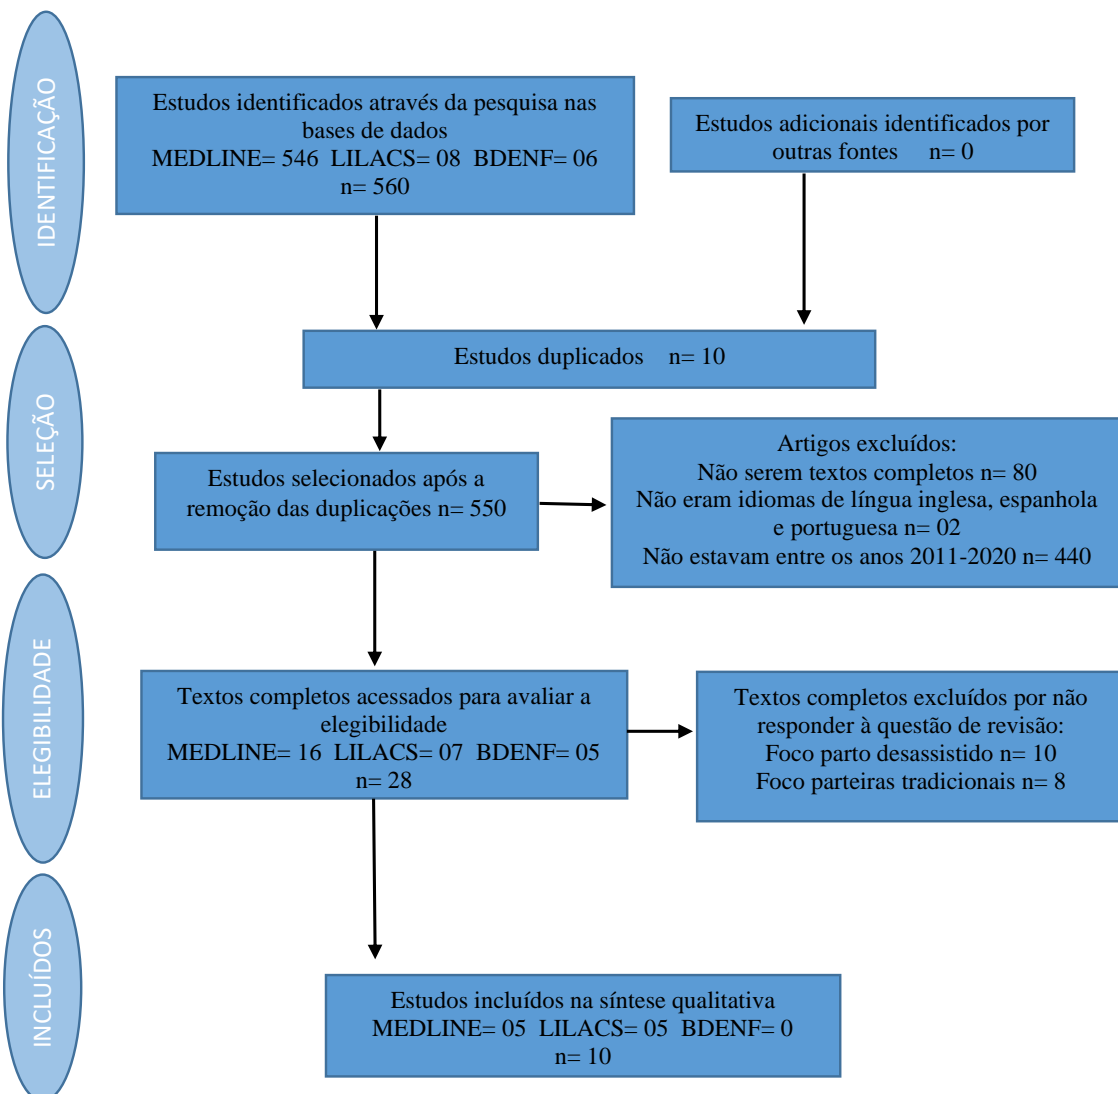 IDENTIFICAÇÃO
Estudos identificados através da pesquisa nas
bases de dados
MEDLINE= 546 LILACS= 08 BDENF= 06
n= 560
Estudos adicionais identificados por
outras fontes n= 0
SELEÇÃO
Estudos duplicados n= 10
Estudos selecionados após a
remoção das duplicações n= 550
Artigos excluídos:
Não serem textos completos n= 80
Não eram idiomas de língua inglesa, espanhola
e portuguesa n= 02
Não estavam entre os anos 2011-2020 n= 440
ELEGIBILIDADE
Textos completos acessados para avaliar a
elegibilidade
MEDLINE= 16 LILACS= 07 BDENF= 05
n= 28
Textos completos excluídos por não
responder à questão de revisão:
Foco parto desassistido n= 10
Foco parteiras tradicionais n= 8
INCLUÍDOS
Estudos incluídos na síntese qualitativa
MEDLINE= 05 LILACS= 05 BDENF= 0
n= 10